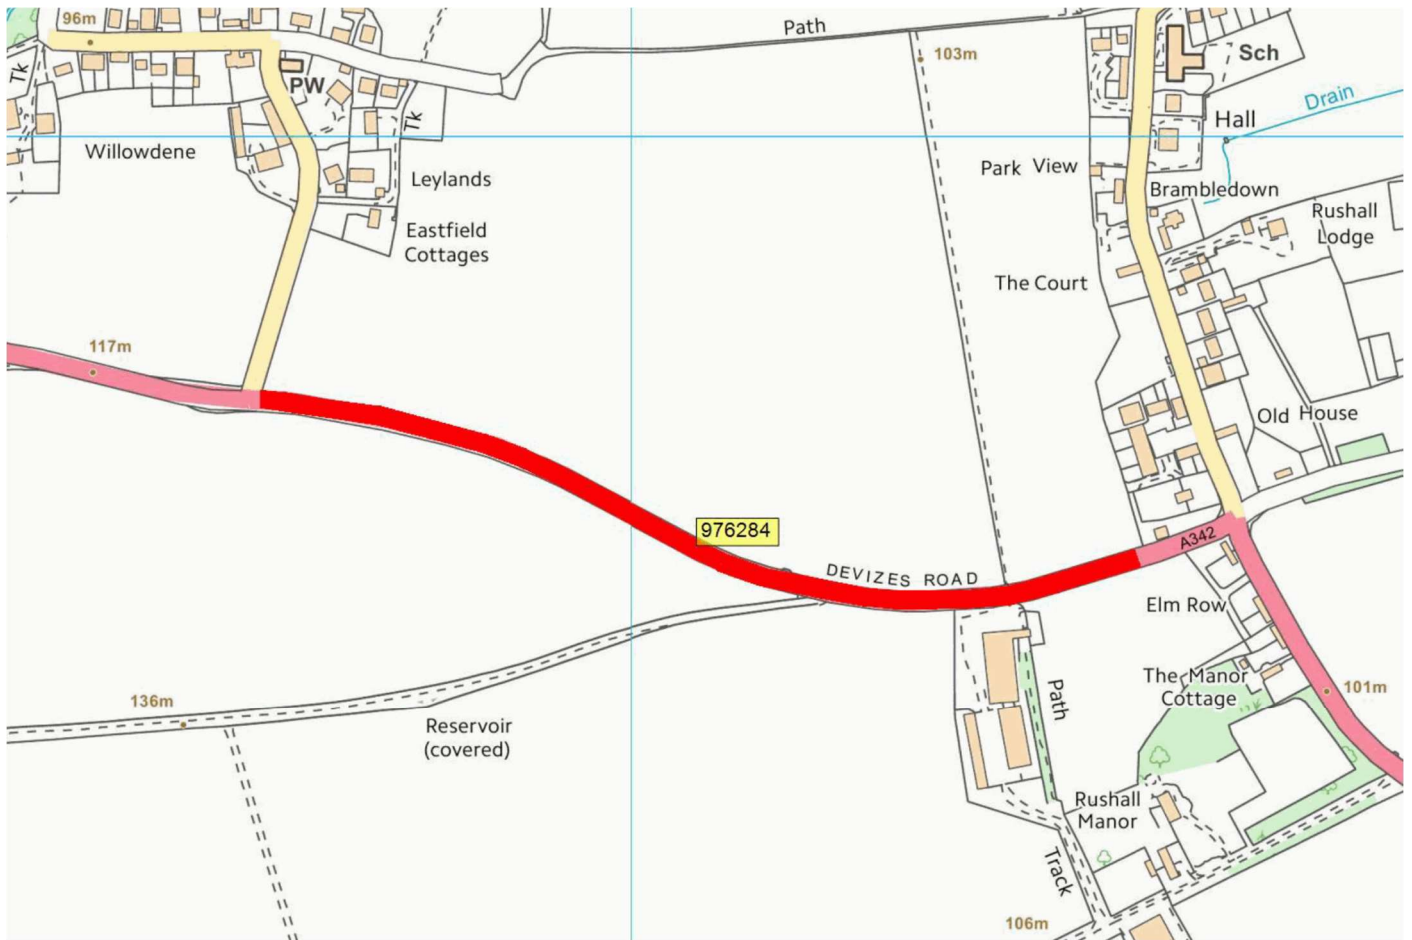 96m
Path
103m
Sch
Tk
PW
Drain
Tk
Hall
Willowdene
Park View
Leylands
Brambledown
Rushall
Lodge
Eastfield
Cottages
The Court
117m
Old House
976284
A342
DEVIZES ROAD
Elm Row
The Manor
Cottage
Path
101m
136m
Reservoir
(covered)
Rushall
Manor
Track
106m